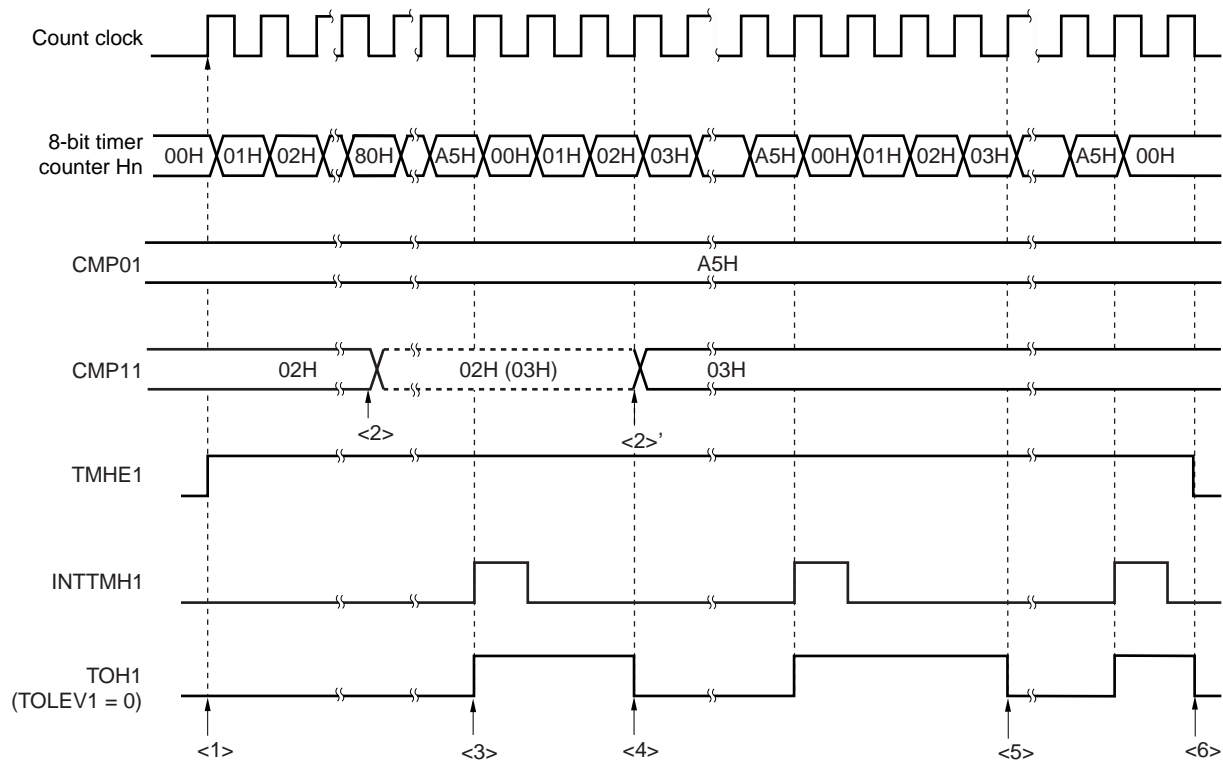 Count clock
8-bit timer
counter Hn
00H 01H 02H 80H A5H 00H 01H 02H 03H A5H 00H 01H 02H 03H A5H 00H
CMP01
A5H
CMP11
02H 02H (03H) 03H
<2> <2>’
TMHE1
INTTMH1
TOH1
(TOLEV1 = 0)
<1> <3> <4> <5> <6>